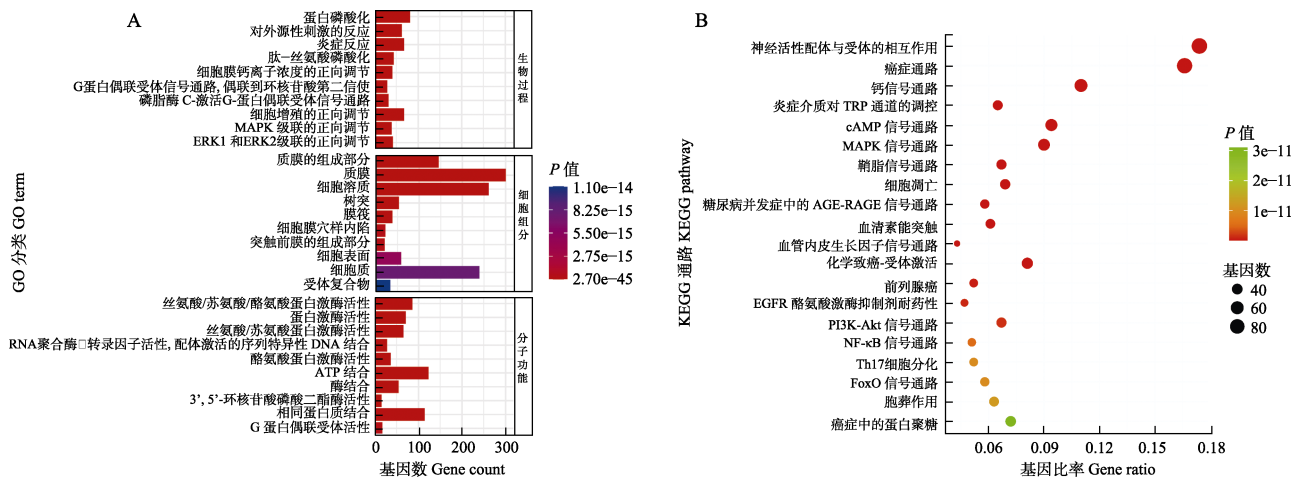 A
GO 分类 GO term
蛋白磷酸化
对外源性刺激的反应
炎症反应
肽−丝氨酸磷酸化
细胞膜钙离子浓度的正向调节
G蛋白偶联受体信号通路, 偶联到环核苷酸第二信使
磷脂酶 C-激活G-蛋白偶联受体信号通路
细胞增殖的正向调节
MAPK 级联的正向调节
ERK1 和ERK2级联的正向调节
生物过程
质膜的组成部分
质膜
细胞溶质
树突
膜筏
细胞膜穴样内陷
突触前膜的组成部分
细胞表面
细胞质
受体复合物
细胞组分
丝氨酸/苏氨酸/酪氨酸蛋白激酶活性
蛋白激酶活性
丝氨酸/苏氨酸蛋白激酶活性
RNA聚合酶□转录因子活性, 配体激活的序列特异性 DNA 结合
酪氨酸蛋白激酶活性
ATP 结合
酶结合
3’, 5’-环核苷酸磷酸二酯酶活性
相同蛋白质结合
G 蛋白偶联受体活性
分子功能
0 100 200 300
基因数 Gene count
P 值
1.10e−14
8.25e−15
5.50e−15
2.75e−15
2.70e−45
B
KEGG 通路 KEGG pathway
神经活性配体与受体的相互作用
癌症通路
钙信号通路
炎症介质对 TRP 通道的调控
cAMP 信号通路
MAPK 信号通路
鞘脂信号通路
细胞凋亡
糖尿病并发症中的 AGE-RAGE 信号通路
血清素能突触
血管内皮生长因子信号通路
化学致癌-受体激活
前列腺癌
EGFR 酪氨酸激酶抑制剂耐药性
PI3K-Akt 信号通路
NF-κB 信号通路
Th17细胞分化
FoxO 信号通路
胞葬作用
癌症中的蛋白聚糖
0.06 0.09 0.12 0.15 0.18
基因比率 Gene ratio
P 值
3e−11
2e−11
1e−11
基因数
40
60
80